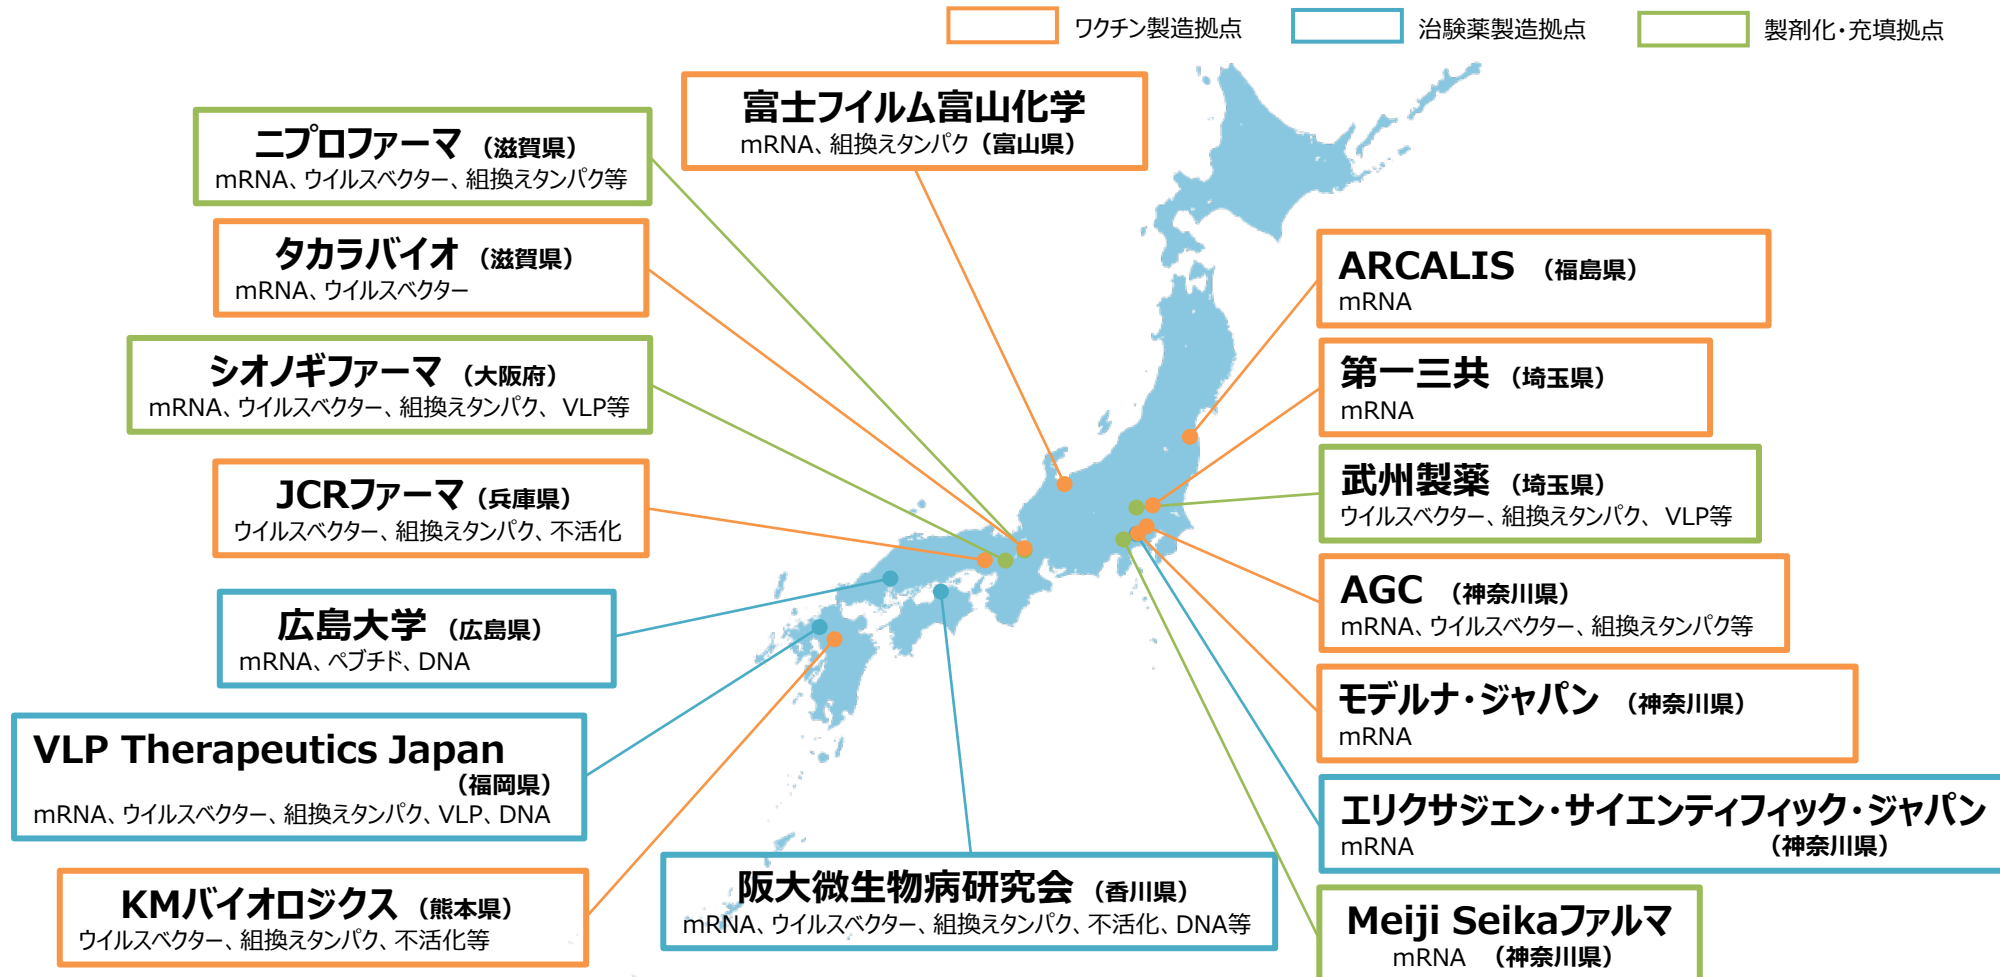 ワクチン製造拠点
治験薬製造拠点
製剤化・充填拠点
富士フイルム富山化学
mRNA、組換えタンパク（富山県）
ニプロファーマ（滋賀県）
mRNA、ウイルスベクター、組換えタンパク等
タカラバイオ（滋賀県）
mRNA、ウイルスベクター
シオノギファーマ（大阪府）
mRNA、ウイルスベクター、組換えタンパク、VLP等
JCRファーマ（兵庫県）
ウイルスベクター、組換えタンパク、不活化
広島大学（広島県）
mRNA、ペプチド、DNA
VLP Therapeutics Japan
（福岡県）
mRNA、ウイルスベクター、組換えタンパク、VLP、DNA
KMバイオロジクス（熊本県）
ウイルスベクター、組換えタンパク、不活化等
阪大微生物病研究会（香川県）
mRNA、ウイルスベクター、組換えタンパク、不活化、DNA等
ARCALIS（福島県）
mRNA
第一三共（埼玉県）
mRNA
武州製薬（埼玉県）
ウイルスベクター、組換えタンパク、VLP等
AGC（神奈川県）
mRNA、ウイルスベクター、組換えタンパク等
モデルナ・ジャパン（神奈川県）
mRNA
エリクサジェン・サイエンティフィック・ジャパン
mRNA（神奈川県）
Meiji Seikaファルマ
mRNA（神奈川県）